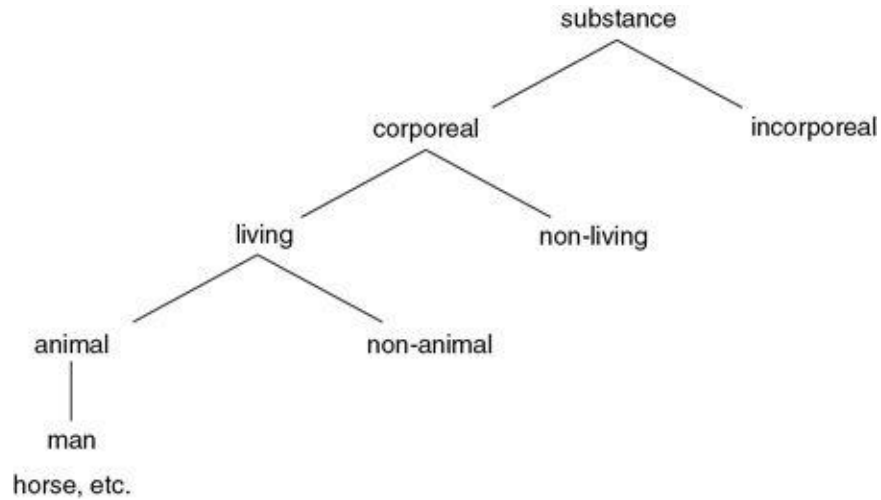 substance
corporeal
incorporeal
living
non-living
animal
non-animal
man
horse, etc.